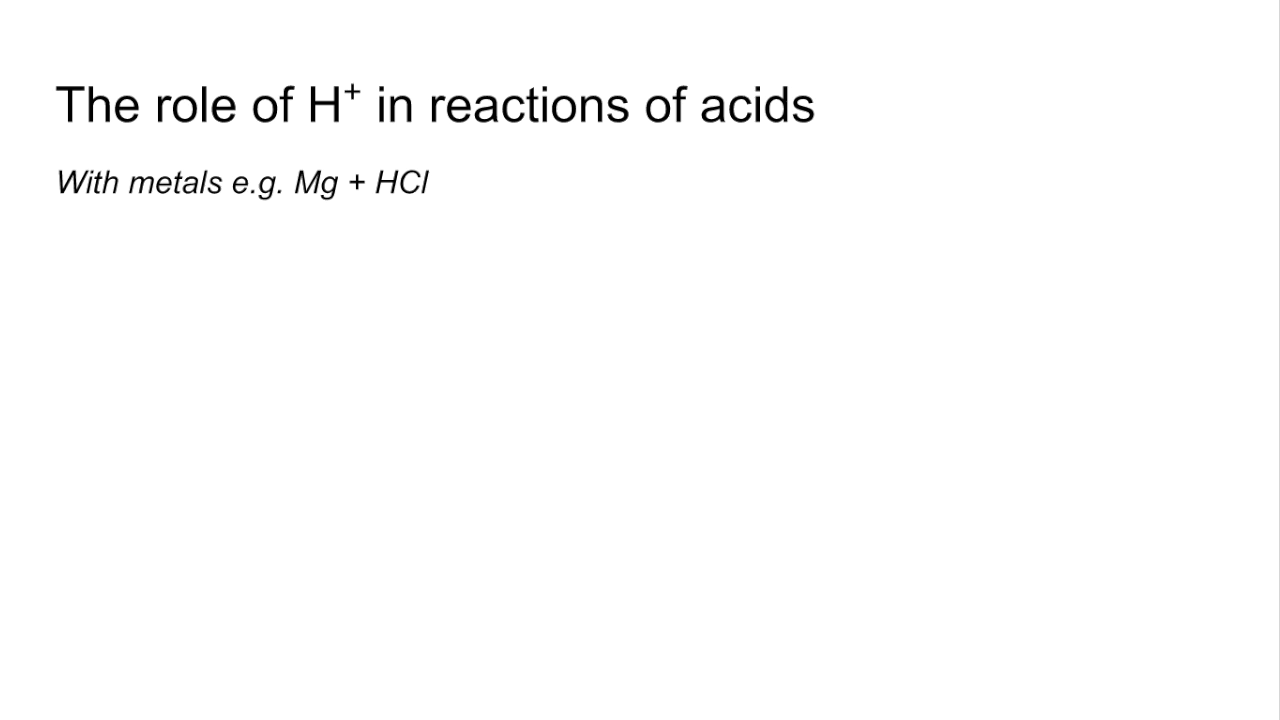 The role of H⁺ in reactions of acids
With metals e.g. Mg + HCl